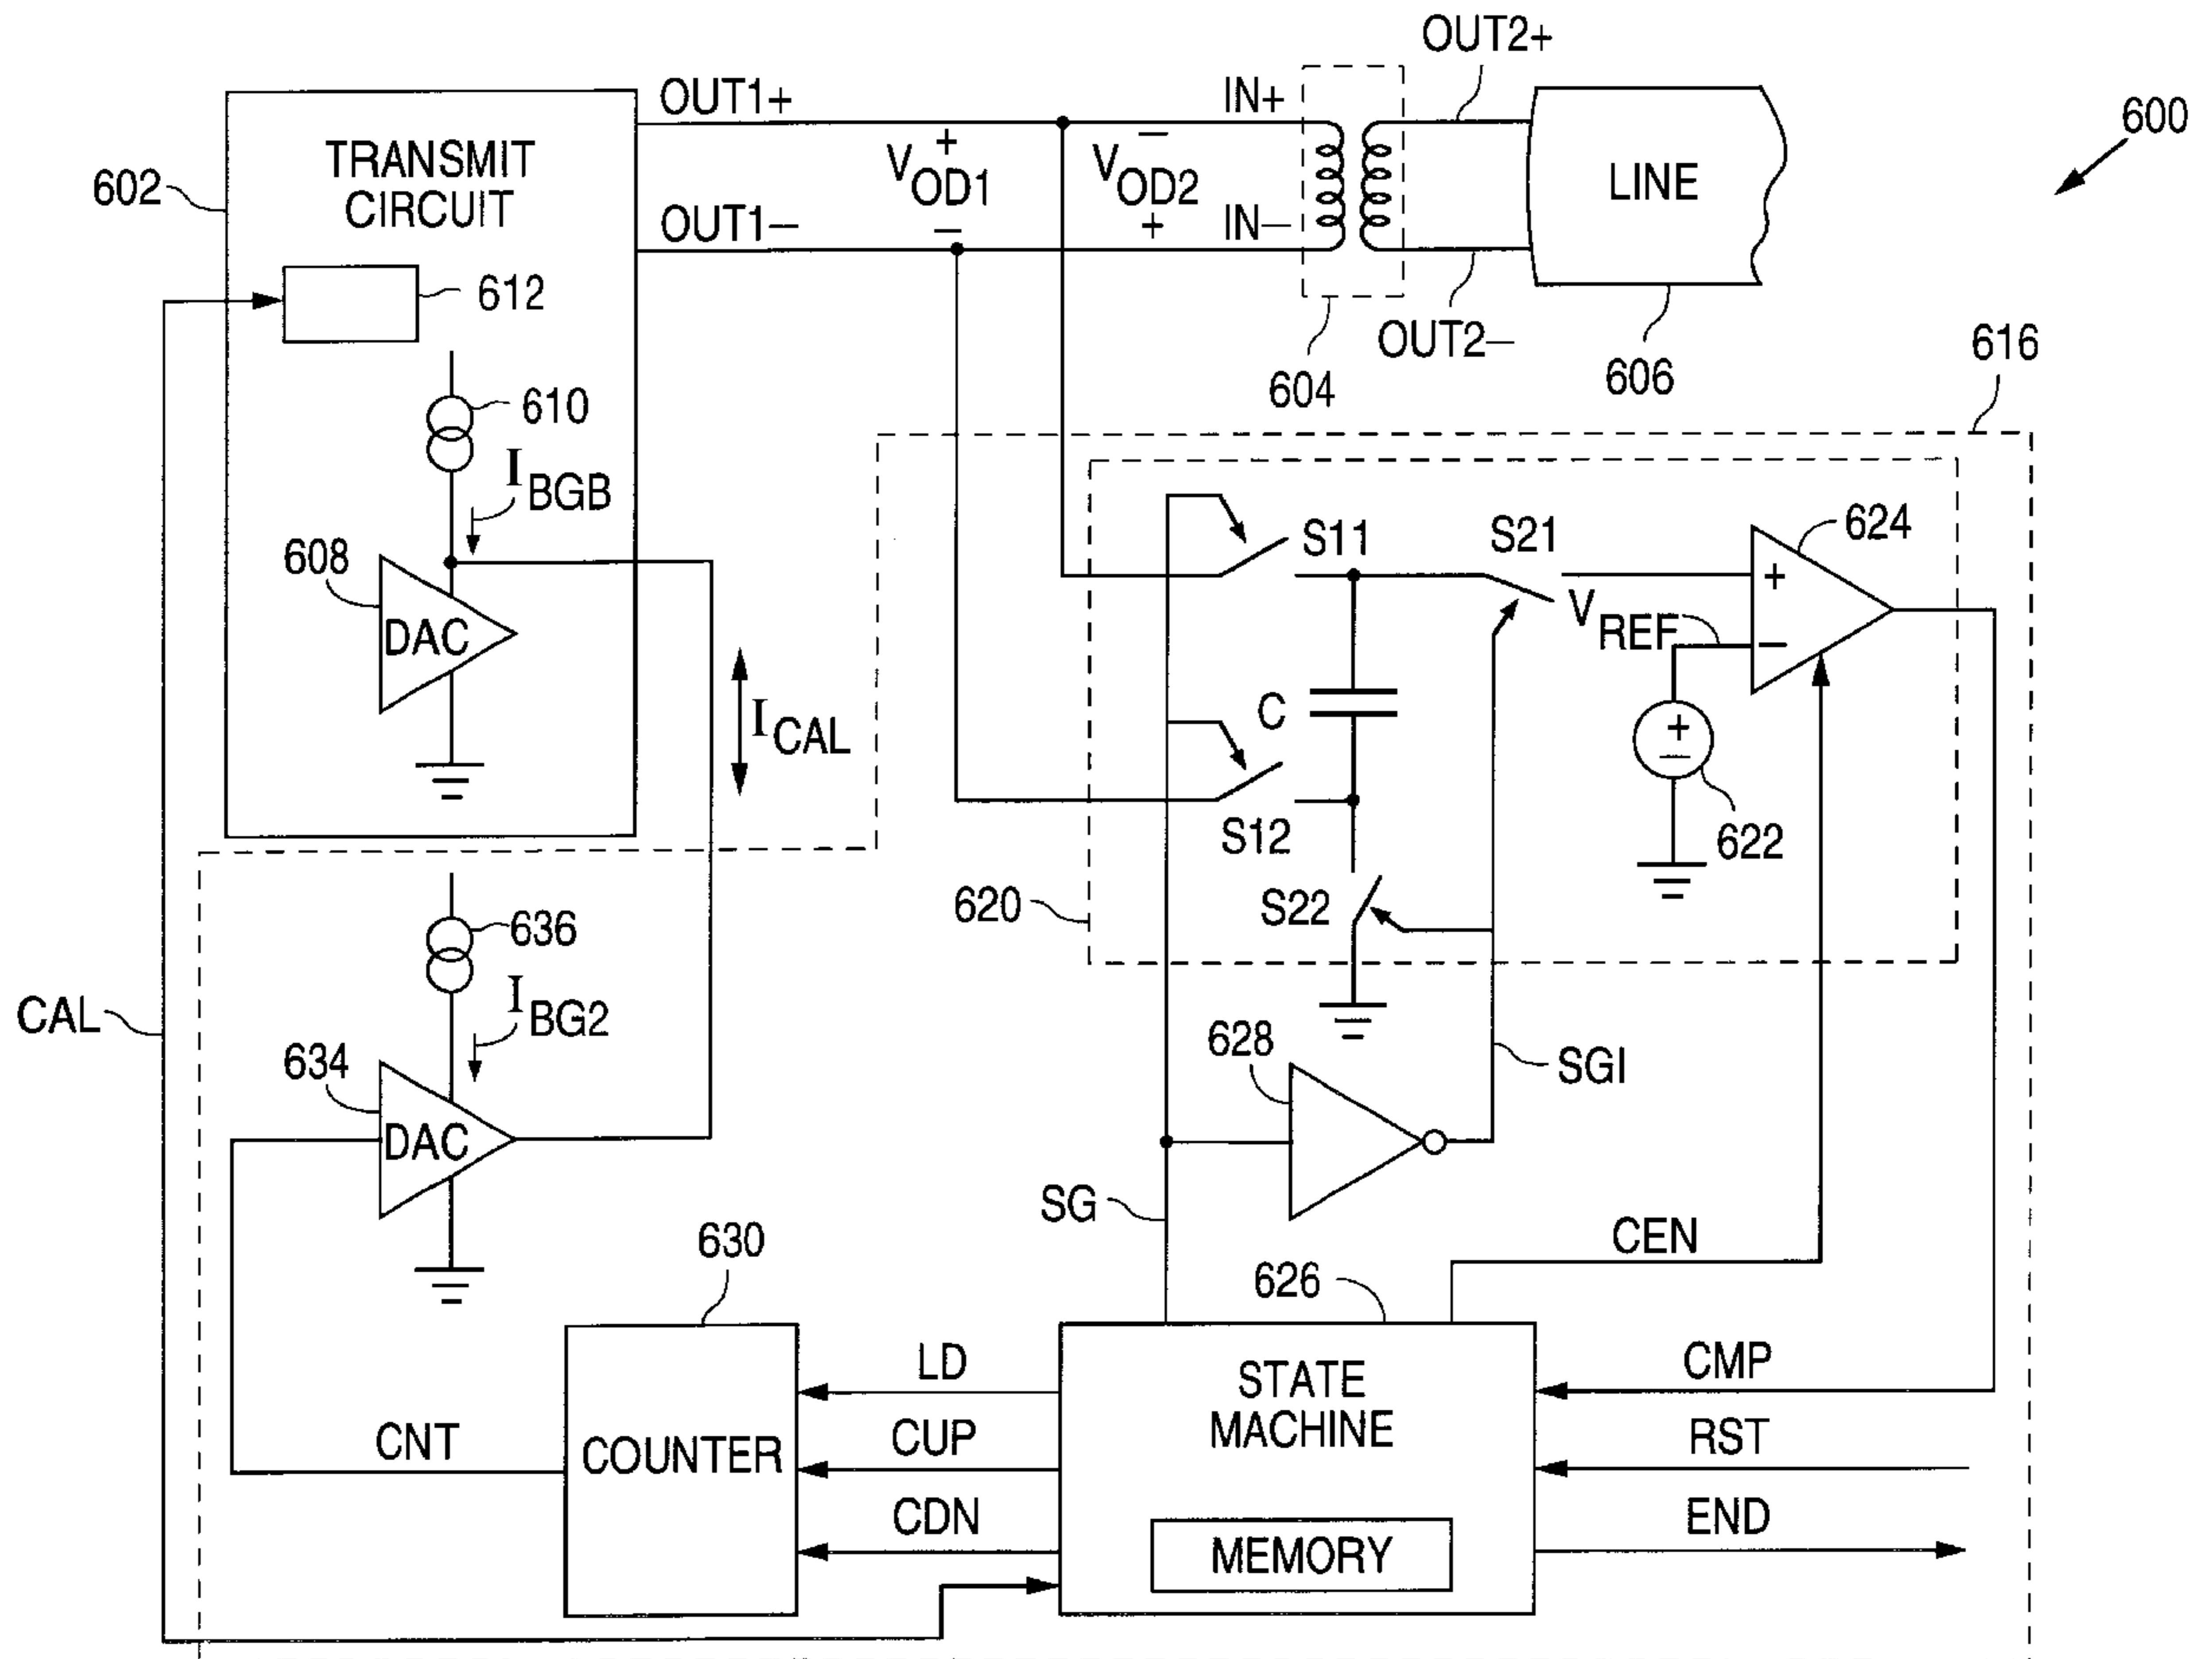 OUT2+
OUT1+
IN+
600
TRANSMIT
CIRCUIT
+
VOD1
−
−
VOD2
+
LINE
602
OUT1−
IN−
612
OUT2−
616
604
606
610
IBGB
S11
S21
624
608
DAC
+
VREF
−
ICAL
C
+
−
S12
622
636
620
S22
IBG2
CAL
628
634
SGI
DAC
SG
CEN
630
626
LD
STATE
MACHINE
CMP
CNT
COUNTER
CUP
RST
CDN
MEMORY
END